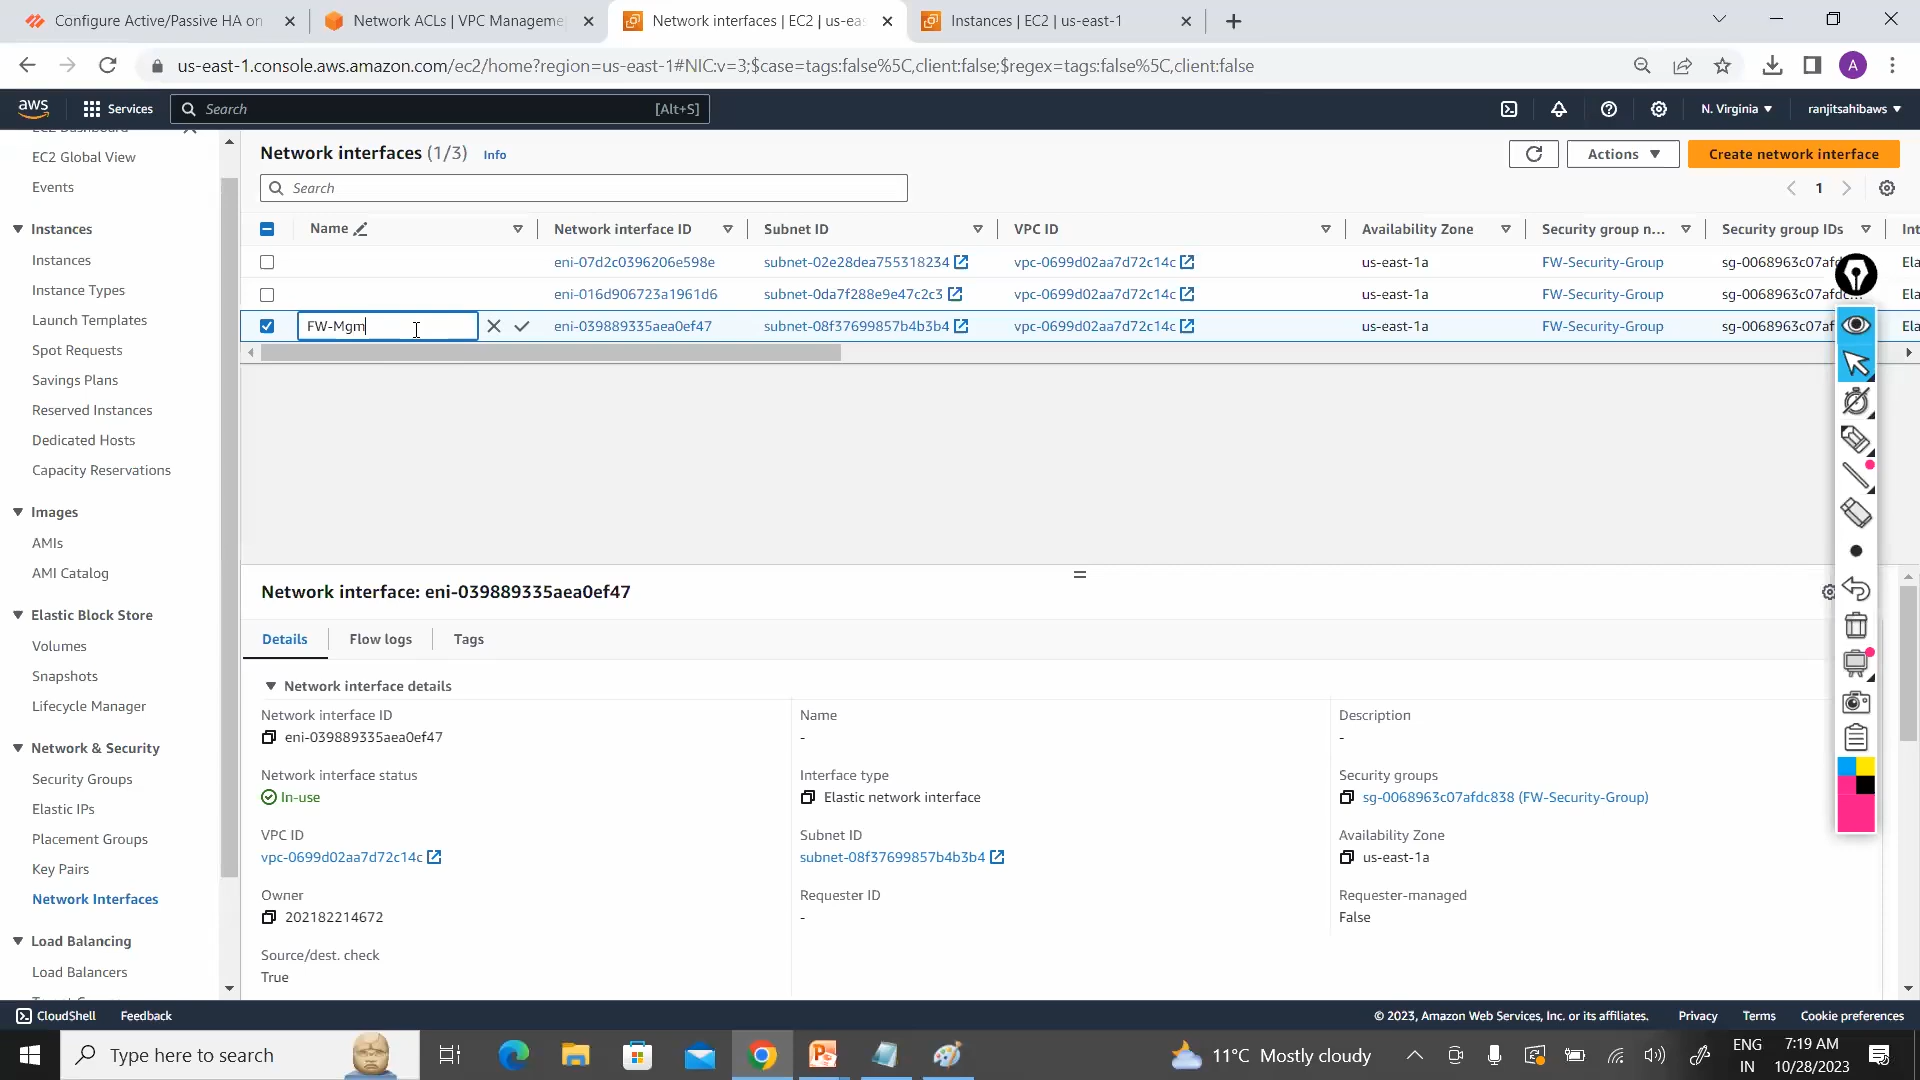 Configure Active/Passive HA on
Network ACLs | VPC Manageme
Network interfaces | EC2 | us-eas
Instances | EC2 | us-east-1
us-east-1.console.aws.amazon.com/ec2/home?region=us-east-1#NIC:v=3;$case=tags:false%5C,client:false;$regex=tags:false%5C,client:false
A
aws
Services
Search
[Alt+S]
N. Virginia
ranjitsahibaws
EC2 Dashboard
EC2 Global View
Events
Instances
Instances
Instance Types
Launch Templates
Spot Requests
Savings Plans
Reserved Instances
Dedicated Hosts
Capacity Reservations
Images
AMIs
AMI Catalog
Elastic Block Store
Volumes
Snapshots
Lifecycle Manager
Network & Security
Security Groups
Elastic IPs
Placement Groups
Key Pairs
Network Interfaces
Load Balancing
Load Balancers
Network interfaces (1/3) Info
Actions
Create network interface
Search
1
Name Network interface ID Subnet ID VPC ID Availability Zone Security group n... Security group IDs Int
eni-07d2c0396206e598e subnet-02e28dea755318234 vpc-0699d02aa7d72c14c us-east-1a FW-Security-Group sg-0068963c07afd Ela
eni-016d906723a1961d6 subnet-0da7f288e9e47c2c3 vpc-0699d02aa7d72c14c us-east-1a FW-Security-Group sg-0068963c07afdc... Ela
FW-Mgm eni-039889335aea0ef47 subnet-08f37699857b4b3b4 vpc-0699d02aa7d72c14c us-east-1a FW-Security-Group sg-0068963c07af Ela
Network interface: eni-039889335aea0ef47
Details
Flow logs
Tags
Network interface details
Network interface ID
eni-039889335aea0ef47
Name
-
Description
-
Network interface status
In-use
Interface type
Elastic network interface
Security groups
sg-0068963c07afdc838 (FW-Security-Group)
VPC ID
vpc-0699d02aa7d72c14c
Subnet ID
subnet-08f37699857b4b3b4
Availability Zone
us-east-1a
Owner
202182214672
Requester ID
-
Requester-managed
False
Source/dest. check
True
CloudShell
Feedback
© 2023, Amazon Web Services, Inc. or its affiliates.
Privacy
Terms
Cookie preferences
Type here to search
11°C Mostly cloudy
ENG
IN
7:19 AM
10/28/2023